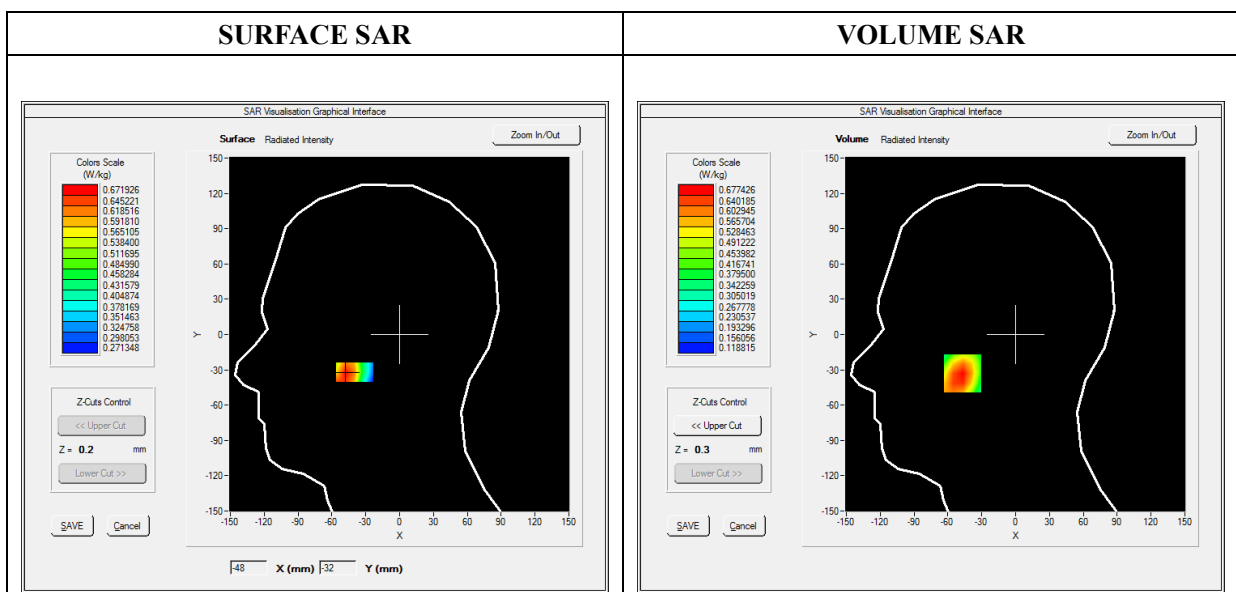 SURFACE SAR
VOLUME SAR
SAR Visualisation Graphical Interface
Surface Radiated Intensity
Zoom In/Out
Colors Scale
(W/kg)
0.671926
0.645221
0.618516
0.591810
0.565105
0.538400
0.511695
0.484990
0.458284
0.431579
0.404874
0.378169
0.351463
0.324758
0.298053
0.271348
150
120
90
60
30
0
-30
-60
-90
-120
-150
Y
-150 -120 -90 -60 -30 0 30 60 90 120 150
X
Z-Cuts Control
<< Upper Cut
Z = 0.2 mm
Lower Cut >>
SAVE Cancel
-48 X (mm) -32 Y (mm)
SAR Visualisation Graphical Interface
Volume Radiated Intensity
Zoom In/Out
Colors Scale
(W/kg)
0.677426
0.640185
0.602945
0.565704
0.528463
0.491222
0.453982
0.416741
0.379500
0.342259
0.305019
0.267778
0.230537
0.193296
0.156056
0.118815
150
120
90
60
30
0
-30
-60
-90
-120
-150
Y
-150 -120 -90 -60 -30 0 30 60 90 120 150
X
Z-Cuts Control
<< Upper Cut
Z = 0.3 mm
Lower Cut >>
SAVE Cancel